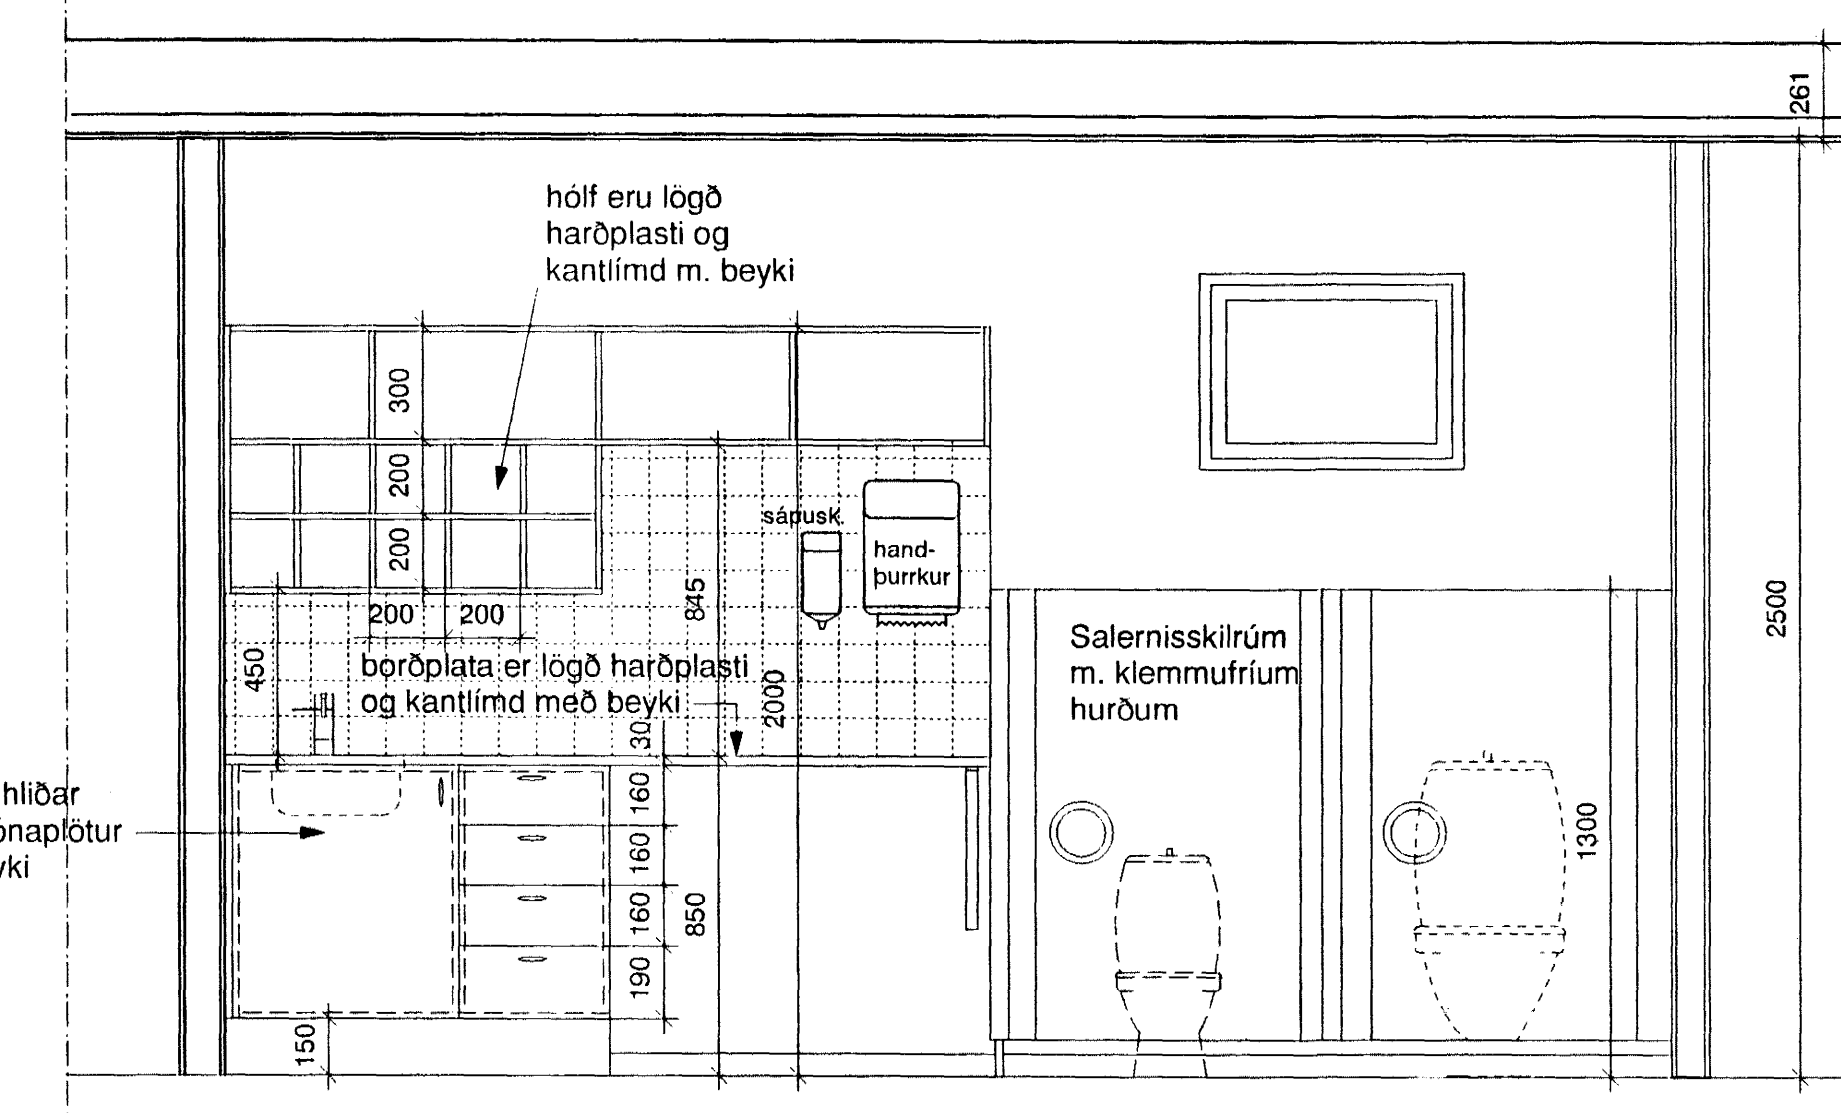 261
hólf eru lögð
harðplasti og
kantlímd m. beyki
300
200
200
sápusk.
hand-
þurrkur
845
2500
200
200
450
Salernisskilrúm
m. klemmufríum
hurðum
borðplata er lögð harðplasti
og kantlímd með beyki
2000
30
hliðar
ónaplötur
yki
160
160
160
190
850
1300
150